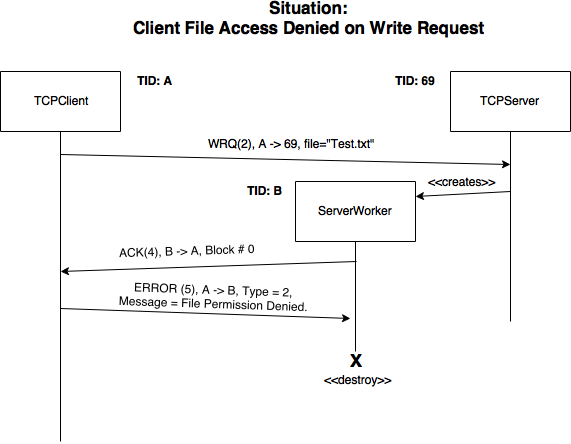 Situation:
Client File Access Denied on Write Request
TID: A
TID: 69
TCPClient
TCPServer
WRQ(2), A -> 69, file="Test.txt"
<<creates>>
TID: B
ServerWorker
ACK(4), B -> A, Block # 0
ERROR (5), A -> B, Type = 2,
Message = File Permission Denied.
X
<<destroy>>